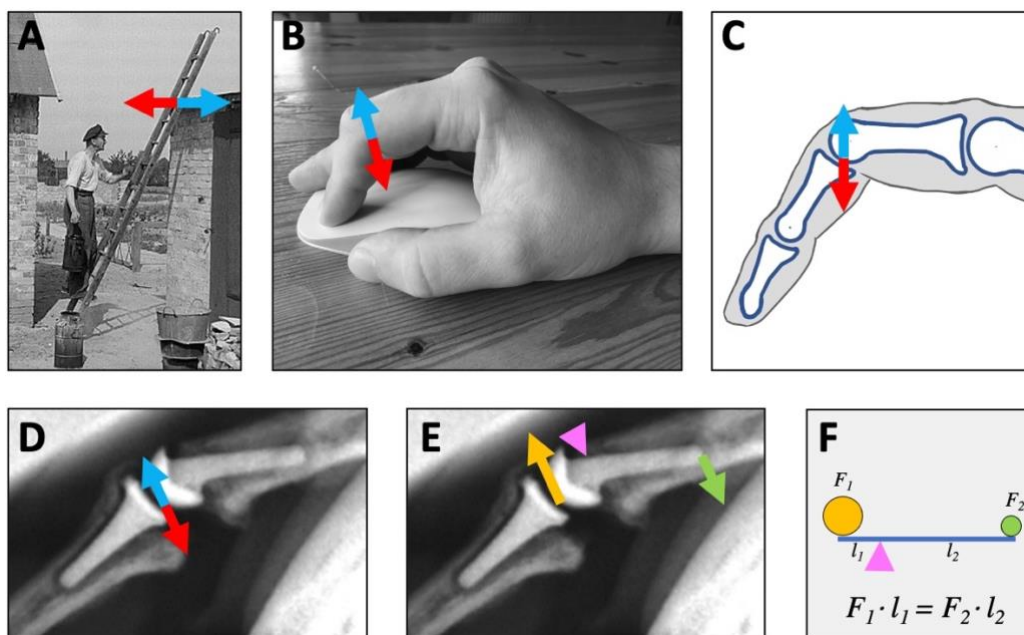 A
B
C
D
E
F
F₁
F₂
l₁
l₂
F₁ · l₁ = F₂ · l₂